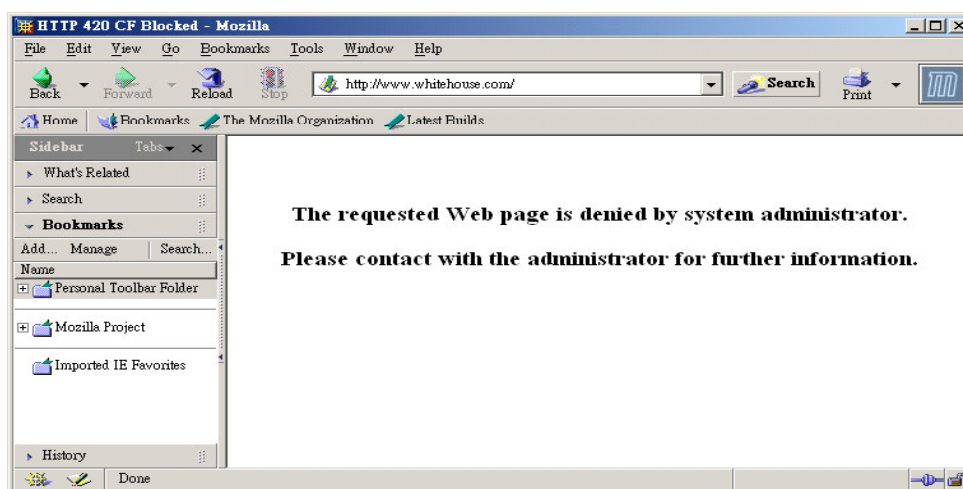 HTTP 420 CF Blocked - Mozilla
File Edit View Go Bookmarks Tools Window Help
Back Forward Reload Stop http://www.whitehouse.com/ Search Print
Home Bookmarks The Mozilla Organization Latest Builds
Sidebar Tabs
What's Related
Search
Bookmarks
Add... Manage Search...
Name
Personal Toolbar Folder
Mozilla Project
Imported IE Favorites
History
The requested Web page is denied by system administrator.
Please contact with the administrator for further information.
Done